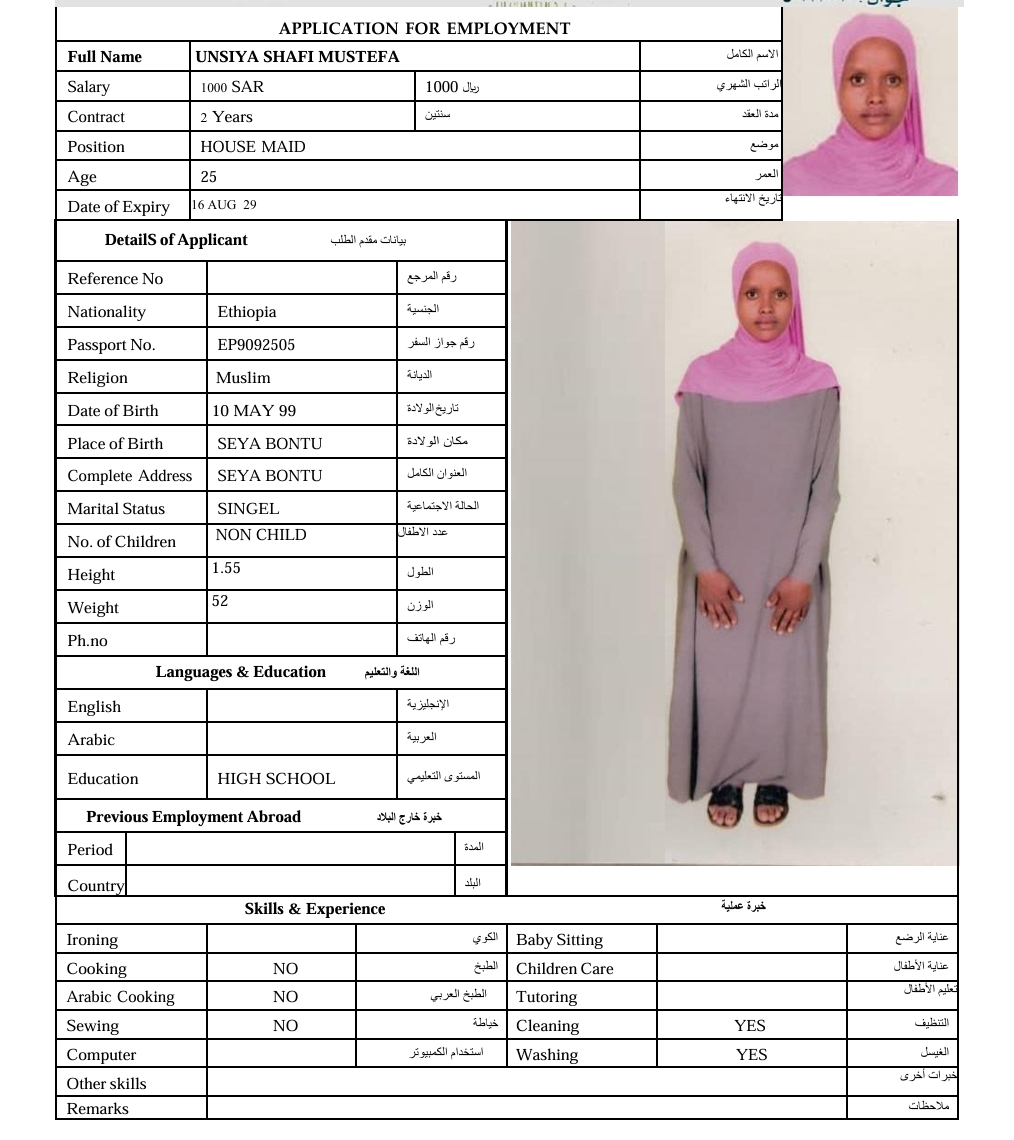 APPLICATION FOR EMPLOYMENT
Full Name UNSIYA SHAFI MUSTEFA الاسم الكامل
Salary 1000 SAR 1000 ريال الراتب الشهري
Contract 2 Years سنتين مدة العقد
Position HOUSE MAID موضع
Age 25 العمر
Date of Expiry 16 AUG 29 تاريخ الانتهاء
DetailS of Applicant بيانات مقدم الطلب
Reference No رقم المرجع
Nationality Ethiopia الجنسية
Passport No. EP9092505 رقم جواز السفر
Religion Muslim الديانة
Date of Birth 10 MAY 99 تاريخ الولادة
Place of Birth SEYA BONTU مكان الولادة
Complete Address SEYA BONTU العنوان الكامل
Marital Status SINGEL الحالة الاجتماعية
No. of Children NON CHILD عدد الاطفال
Height 1.55 الطول
Weight 52 الوزن
Ph.no رقم الهاتف
Languages & Education اللغة والتعليم
English الإنجليزية
Arabic العربية
Education HIGH SCHOOL المستوى التعليمي
Previous Employment Abroad خبرة خارج البلاد
Period المدة
Country البلد
Skills & Experience خبرة عملية
Ironing الكوي Baby Sitting عناية الرضع
Cooking NO الطبخ Children Care عناية الأطفال
Arabic Cooking NO الطبخ العربي Tutoring تعليم الأطفال
Sewing NO خياطة Cleaning YES التنظيف
Computer استخدام الكمبيوتر Washing YES الغيسل
Other skills خبرات أخرى
Remarks ملاحظات